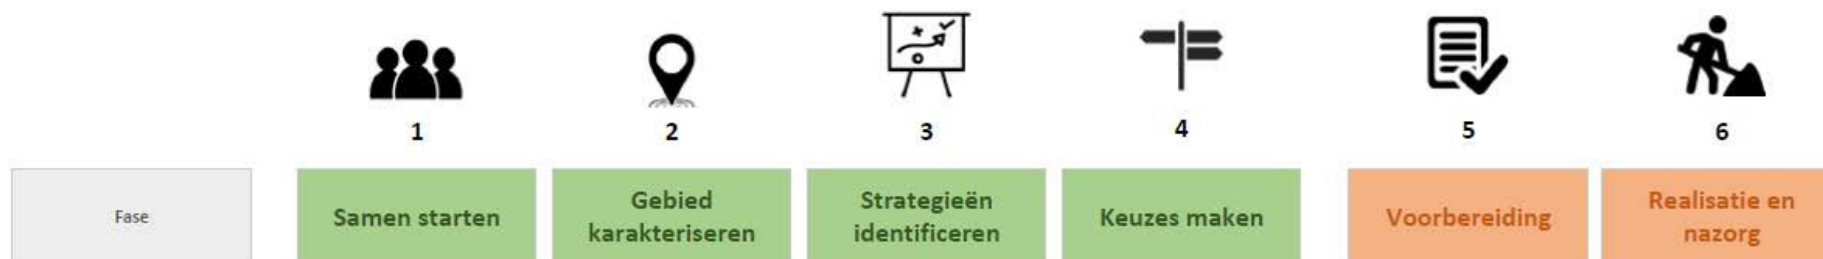 1
2
3
4
5
6
Fase
Samen starten
Gebied
karakteriseren
Strategieën
identificeren
Keuzes maken
Voorbereiding
Realisatie en
nazorg